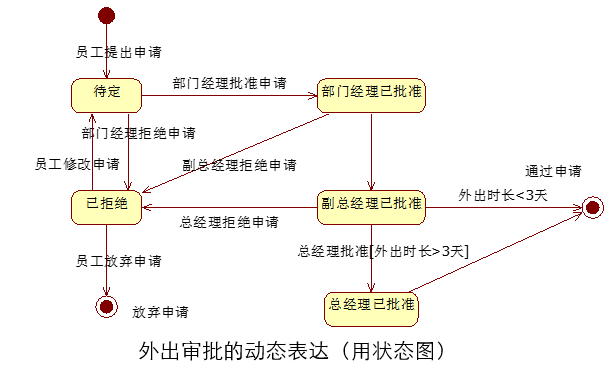 员工提出申请
待定
部门经理批准申请
部门经理已批准
部门经理拒绝申请
员工修改申请
副总经理拒绝申请
通过申请
已拒绝
总经理拒绝申请
副总经理已批准
外出时长<3天
员工放弃申请
总经理批准[外出时长>3天]
放弃申请
总经理已批准
外出审批的动态表达（用状态图）